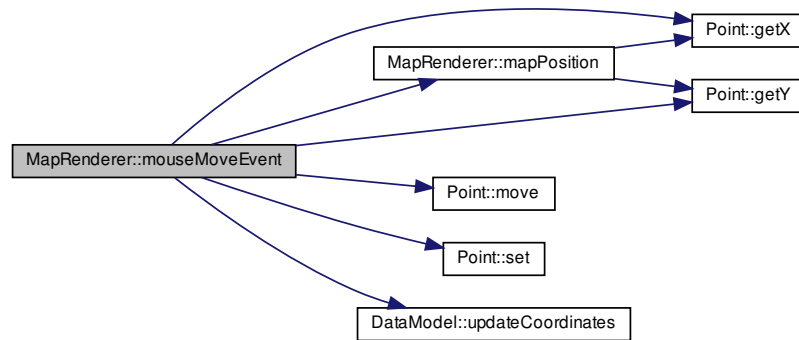 Point::getX
MapRenderer::mapPosition
Point::getY
MapRenderer::mouseMoveEvent
Point::move
Point::set
DataModel::updateCoordinates